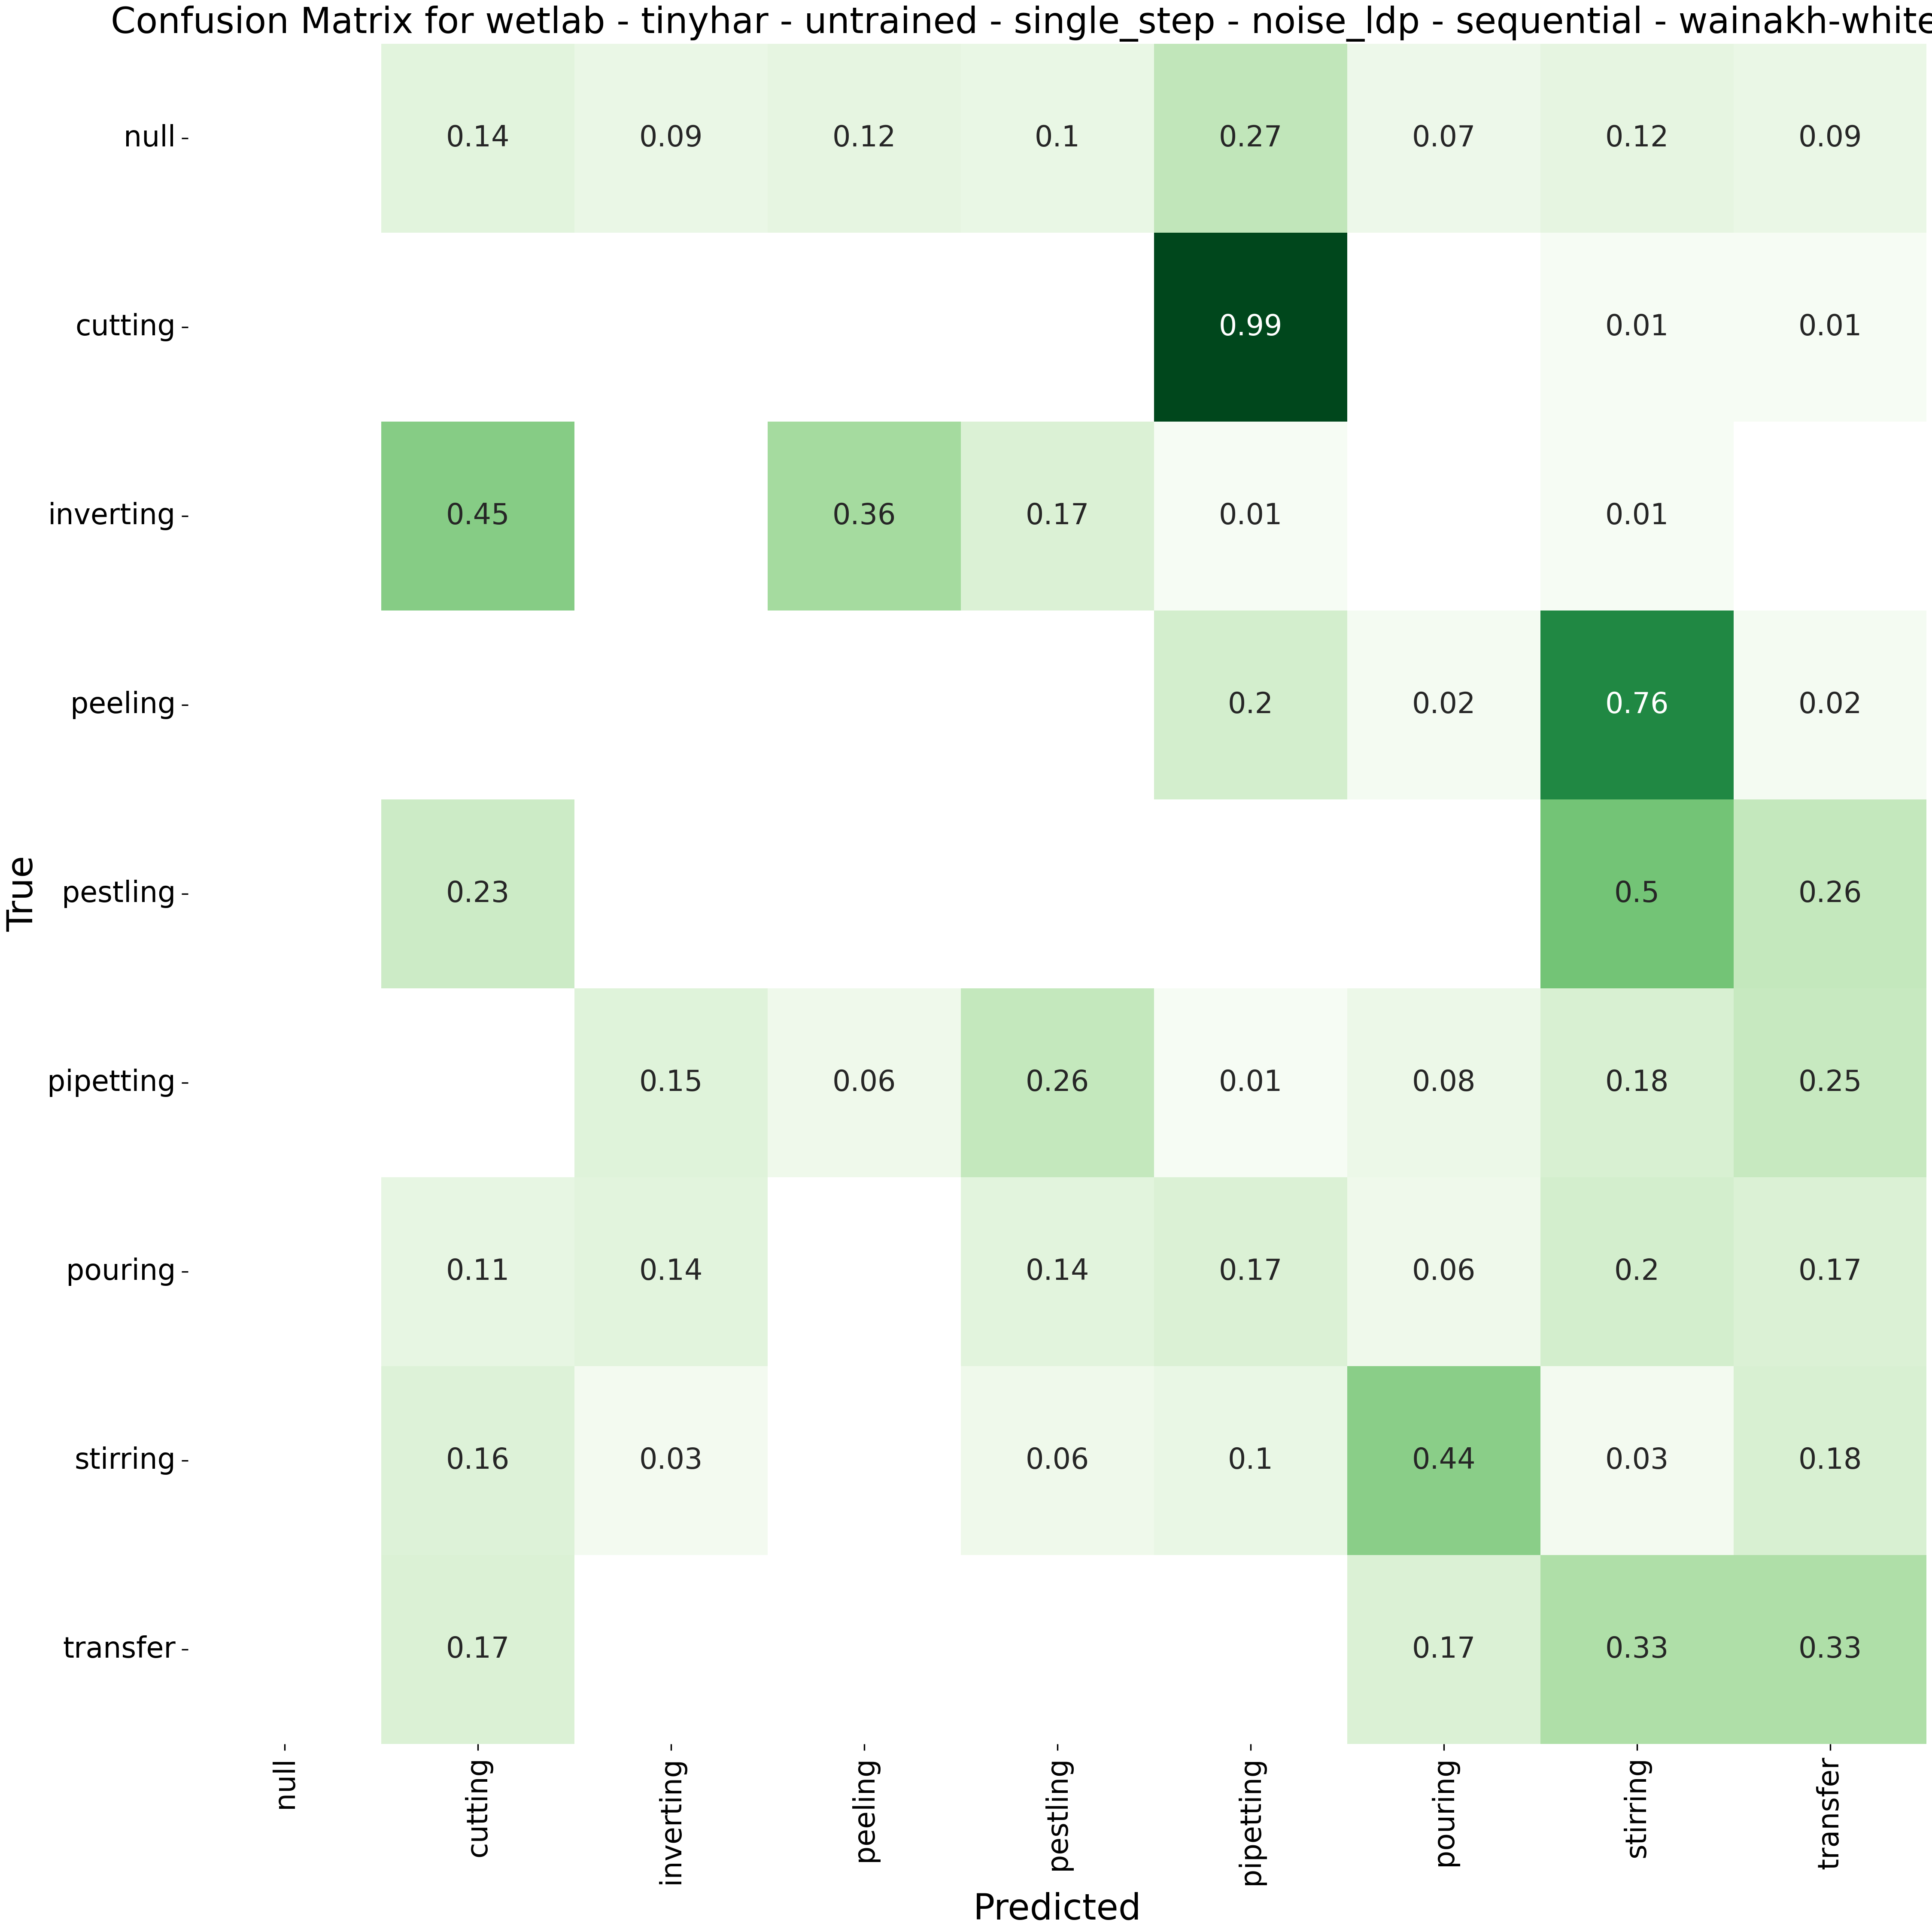 Confusion Matrix for wetlab - tinyhar - untrained - single_step - noise_ldp - sequential - wainakh-white
null 0.14 0.09 0.12 0.1 0.27 0.07 0.12 0.09
cutting 0.99 0.01 0.01
inverting 0.45 0.36 0.17 0.01 0.01
peeling 0.2 0.02 0.76 0.02
pestling 0.23 0.5 0.26
pipetting 0.15 0.06 0.26 0.01 0.08 0.18 0.25
pouring 0.11 0.14 0.14 0.17 0.06 0.2 0.17
stirring 0.16 0.03 0.06 0.1 0.44 0.03 0.18
transfer 0.17 0.17 0.33 0.33
True
null cutting inverting peeling pestling pipetting pouring stirring transfer
Predicted